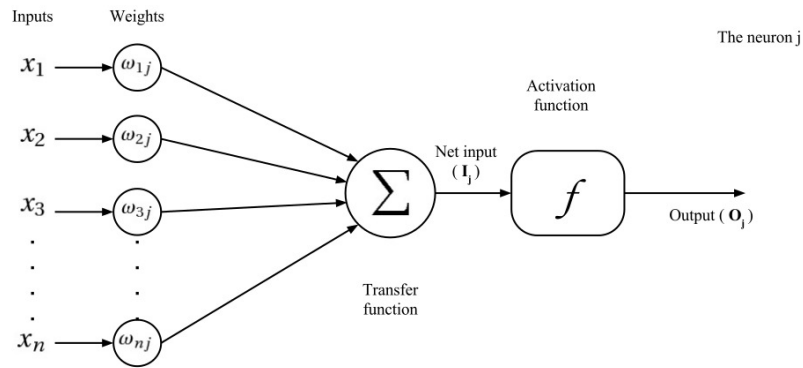 Inputs
Weights
The neuron j
x₁
ω₁ⱼ
Activation
function
x₂
ω₂ⱼ
Net input
( Iⱼ )
x₃
ω₃ⱼ
Σ
f
Output ( Oⱼ )
Transfer
function
xₙ
ωₙⱼ